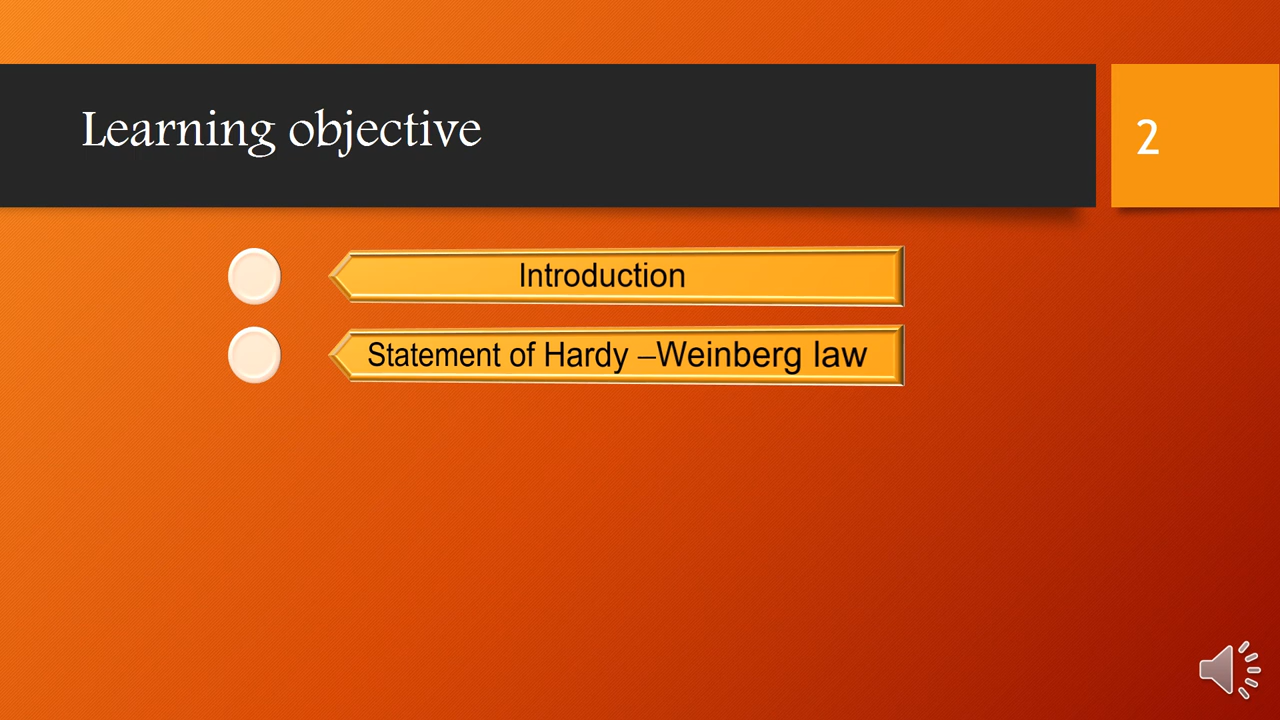 Learning objective
2
Introduction
Statement of Hardy –Weinberg law